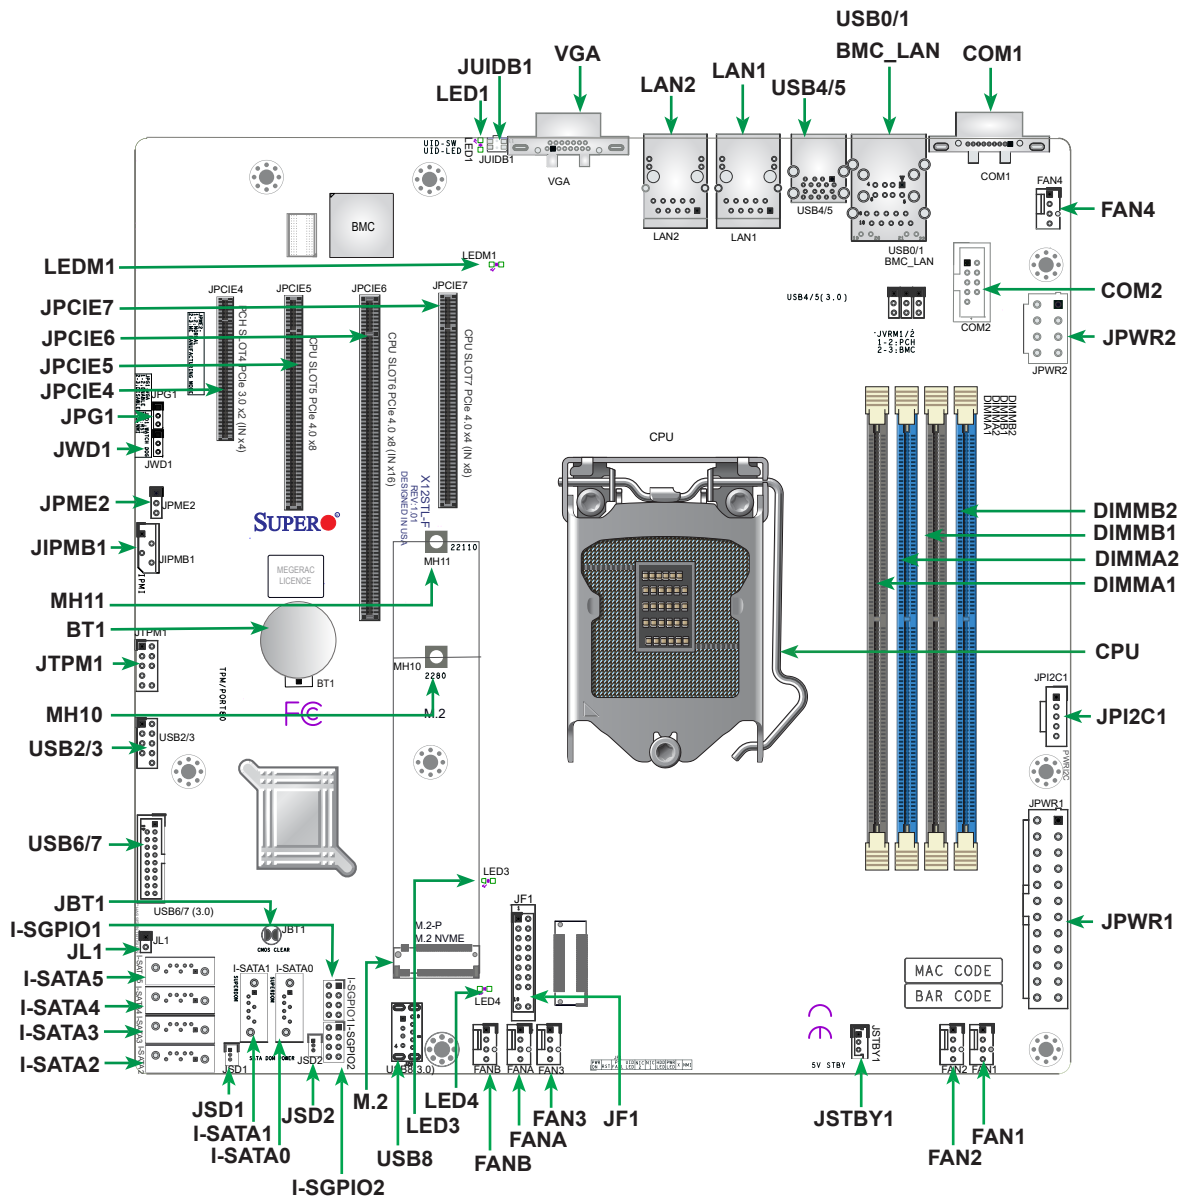 USB0/1
BMC_LAN
COM1
VGA
JUIDB1
LED1
LAN2
LAN1
USB4/5
UID-SW
UID-LED
LED1
JUIDB1
VGA
LAN2
LAN1
USB4/5
USB0/1
BMC_LAN
COM1
FAN4
FAN4
BMC
LEDM1
LEDM1
JPCIE4
JPCIE5
JPCIE6
JPCIE7
USB4/5(3.0)
COM2
COM2
JPCIE7
JPCIE6
JPCIE5
JPCIE4
JPG1
JWD1
PCH SLOT4 PCIe 3.0 x2 (IN x4)
CPU SLOT5 PCIe 4.0 x8
CPU SLOT6 PCIe 4.0 x8 (IN x16)
CPU SLOT7 PCIe 4.0 x4 (IN x8)
JVRM1/2
1-2:PCH
2-3:BMC
JPWR2
JPWR2
JPG1
JWD1
DIMMA1
DIMMA2
DIMMB1
DIMMB2
CPU
JPME2
JPME2
SUPER
X12STL-F
REV:1.01
DESIGNED IN USA
DIMMB2
DIMMB1
DIMMA2
DIMMA1
JIPMB1
JIPMB1
IPMI
22110
MH11
MEGERAC
LICENCE
MH11
BT1
JTPM1
JTPM1
TPM/PORT80
MH10
2280
BT1
CPU
MH10
M.2
FC
JPI2C1
JPI2C1
PWRI2C
USB2/3
USB2/3
JPWR1
USB6/7
USB6/7 (3.0)
LED3
JF1
JBT1
I-SGPIO1
JL1
JBT1
CMOS CLEAR
M.2-P
M.2 NVME
JPWR1
JL1
I-SATA5
I-SATA4
I-SATA3
I-SATA2
I-SATA1
I-SATA0
SUPERDOM
SUPERDOM
I-SGPIO1
I-SGPIO2
LED4
MAC CODE
BAR CODE
CE
SATA DOM POWER
JSD1
JSD2
USB8(3.0)
FANB
FANA
FAN3
5V STBY
JSTBY1
FAN2
FAN1
JSD1
I-SATA1
I-SATA0
JSD2
I-SGPIO2
M.2
USB8
LED3
LED4
FANB
FANA
FAN3
JF1
JSTBY1
FAN2
FAN1